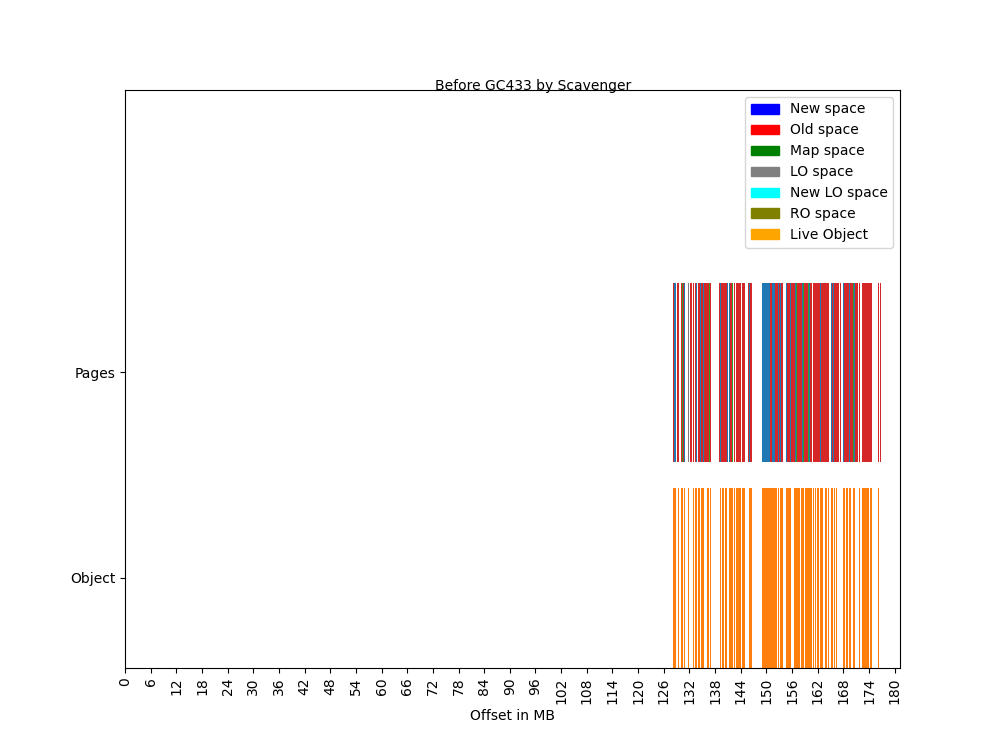 Before GC433 by Scavenger
New space
Old space
Map space
LO space
New LO space
RO space
Live Object
Pages
Object
0 6 12 18 24 30 36 42 48 54 60 66 72 78 84 90 96 102 108 114 120 126 132 138 144 150 156 162 168 174 180
Offset in MB